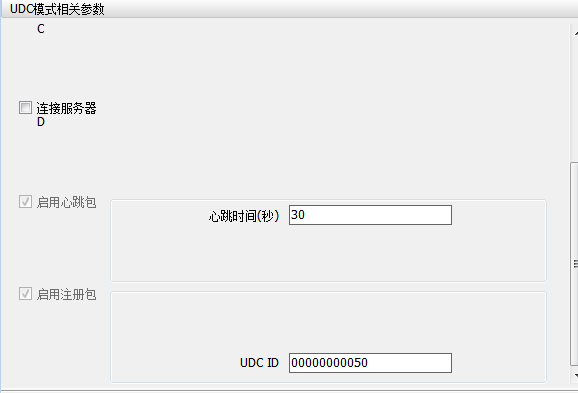 UDC模式相关参数
C
连接服务器
D
启用心跳包
心跳时间(秒)
30
启用注册包
UDC ID
00000000050